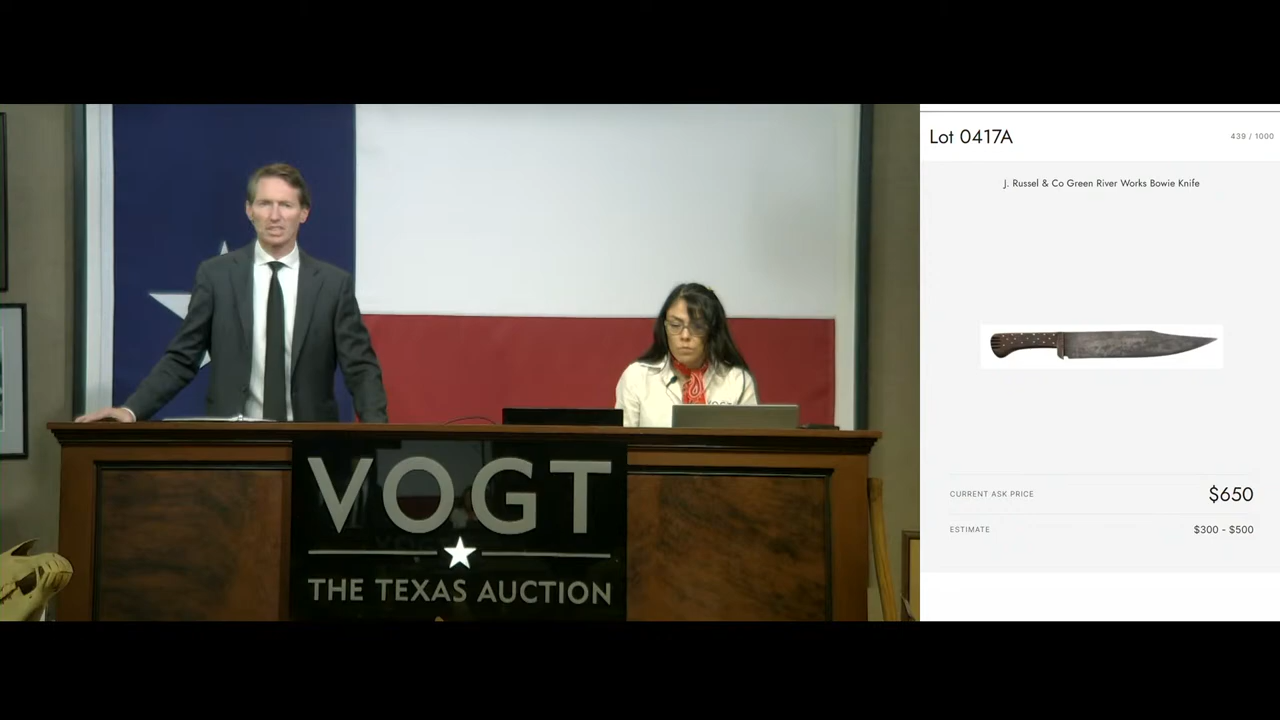 Lot 0417A
439 / 1000
J. Russel & Co Green River Works Bowie Knife
CURRENT ASK PRICE
$650
ESTIMATE
$300 - $500
VOGT
THE TEXAS AUCTION